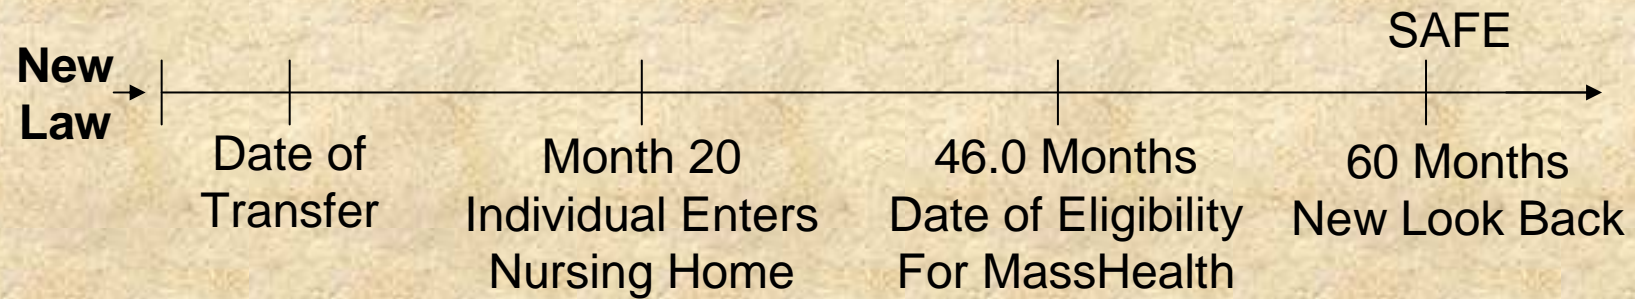 SAFE
New
Law
Date of
Transfer
Month 20
Individual Enters
Nursing Home
46.0 Months
Date of Eligibility
For MassHealth
60 Months
New Look Back